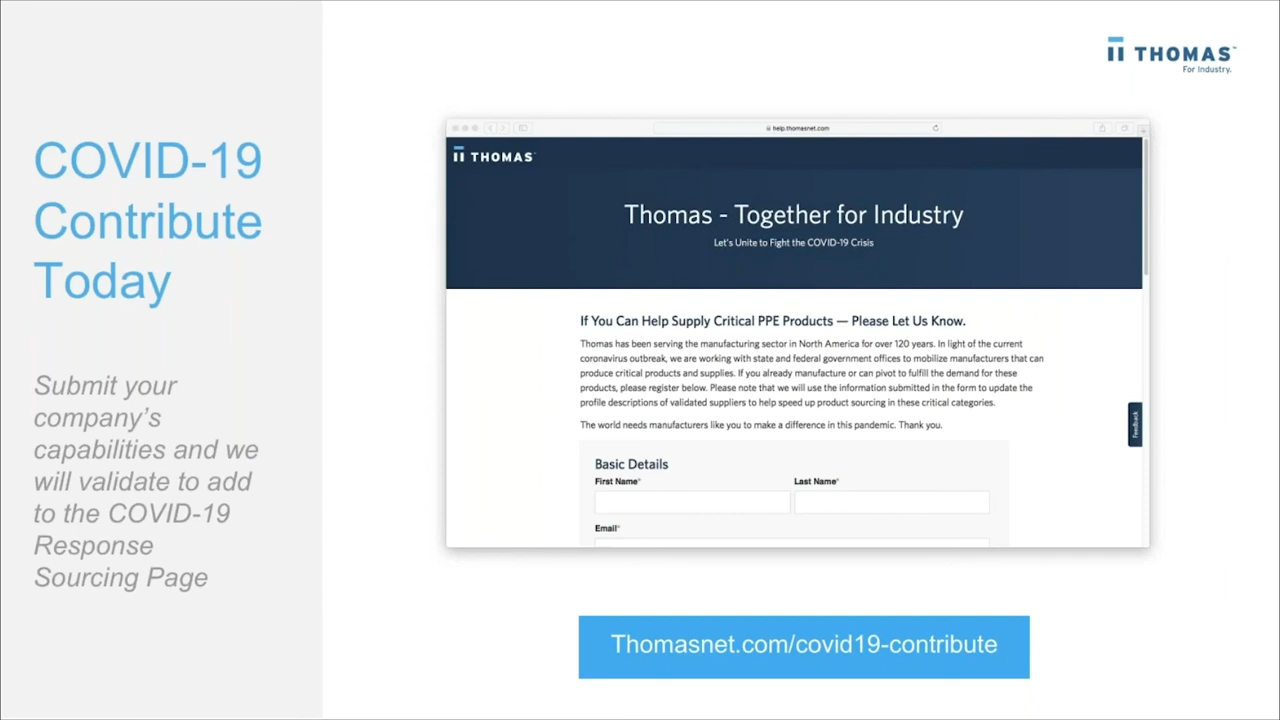 COVID-19
Contribute
Today
Submit your
company's
capabilities and we
will validate to add
to the COVID-19
Response
Sourcing Page
THOMAS™
For Industry.
help.thomasnet.com
THOMAS™
Thomas - Together for Industry
Let's Unite to Fight the COVID-19 Crisis
If You Can Help Supply Critical PPE Products — Please Let Us Know.
Thomas has been serving the manufacturing sector in North America for over 120 years. In light of the current
coronavirus outbreak, we are working with state and federal government offices to mobilize manufacturers that can
produce critical products and supplies. If you already manufacture or can pivot to fulfill the demand for these
products, please register below. Please note that we will use the information submitted in the form to update the
profile descriptions of validated suppliers to help speed up product sourcing in these critical categories.
The world needs manufacturers like you to make a difference in this pandemic. Thank you.
Feedback
Basic Details
First Name* Last Name*
Email*
Thomasnet.com/covid19-contribute